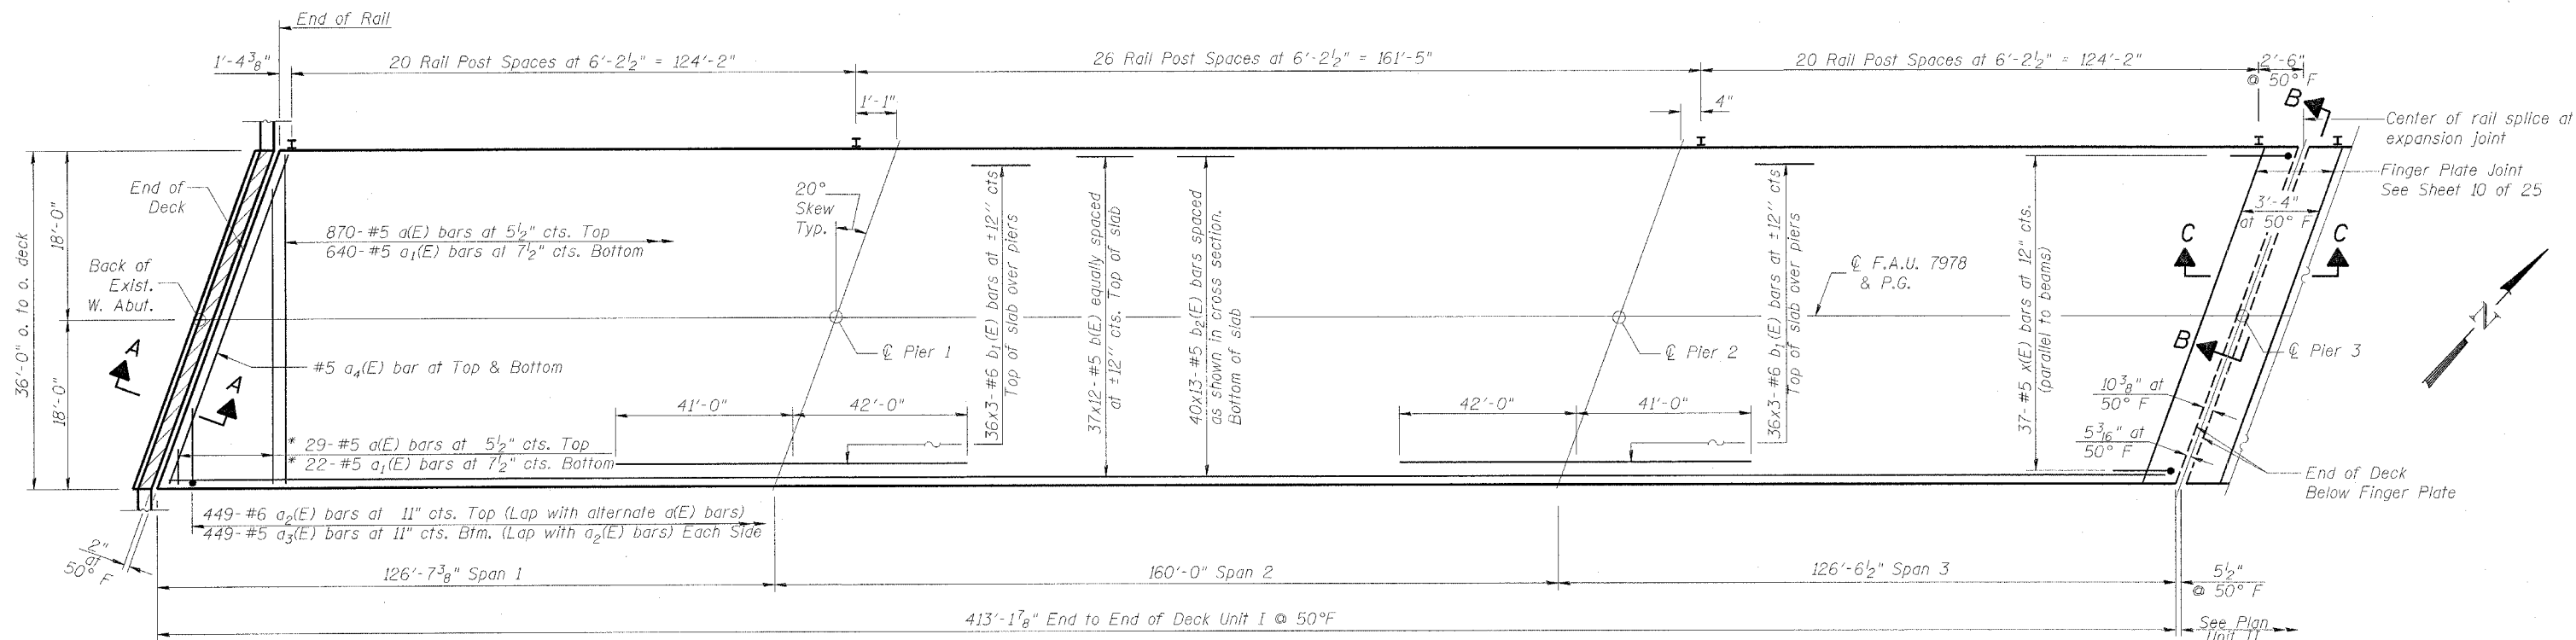 End of Rail
1'-4 3/8"
20 Rail Post Spaces at 6'-2 1/2" = 124'-2"
26 Rail Post Spaces at 6'-2 1/2" = 161'-5"
20 Rail Post Spaces at 6'-2 1/2" = 124'-2"
2'-6"
@ 50° F
1'-1"
4"
B
Center of rail splice at
expansion joint
Finger Plate Joint
See Sheet 10 of 25
3'-4"
at 50° F
End of
Deck
20°
Skew
Typ.
36'-0" o. to o. deck
18'-0"
18'-0"
870- #5 a(E) bars at 5 1/2" cts. Top
640-#5 a1(E) bars at 7 1/2" cts. Bottom
Back of
Exist.
W. Abut.
36x3-#6 b1(E) bars at ±12" cts
Top of slab over piers
37x12-#5 b(E) equally spaced
at ±12" cts. Top of slab
40x13-#5 b2(E) bars spaced
as shown in cross section.
Bottom of slab
36x3-#6 b1(E) bars at ±12" cts
Top of slab over piers
℄ F.A.U. 7978
& P.G.
37-#5 x(E) bars at 12" cts.
(parallel to beams)
C
C
N
A
A
#5 a4(E) bar at Top & Bottom
℄ Pier 1
℄ Pier 2
B
℄ Pier 3
10 3/8" at
50° F
5 3/16" at
50° F
41'-0"
42'-0"
42'-0"
41'-0"
* 29-#5 a(E) bars at 5 1/2" cts. Top
* 22-#5 a1(E) bars at 7 1/2" cts. Bottom
End of Deck
Below Finger Plate
449-#6 a2(E) bars at 11" cts. Top (Lap with alternate a(E) bars)
449-#5 a3(E) bars at 11" cts. Btm. (Lap with a2(E) bars) Each Side
2"
at
50° F
126'-7 3/8" Span 1
160'-0" Span 2
126'-6 1/2" Span 3
5 1/2"
@ 50° F
413'-1 7/8" End to End of Deck Unit I @ 50°F
See Plan
Unit II